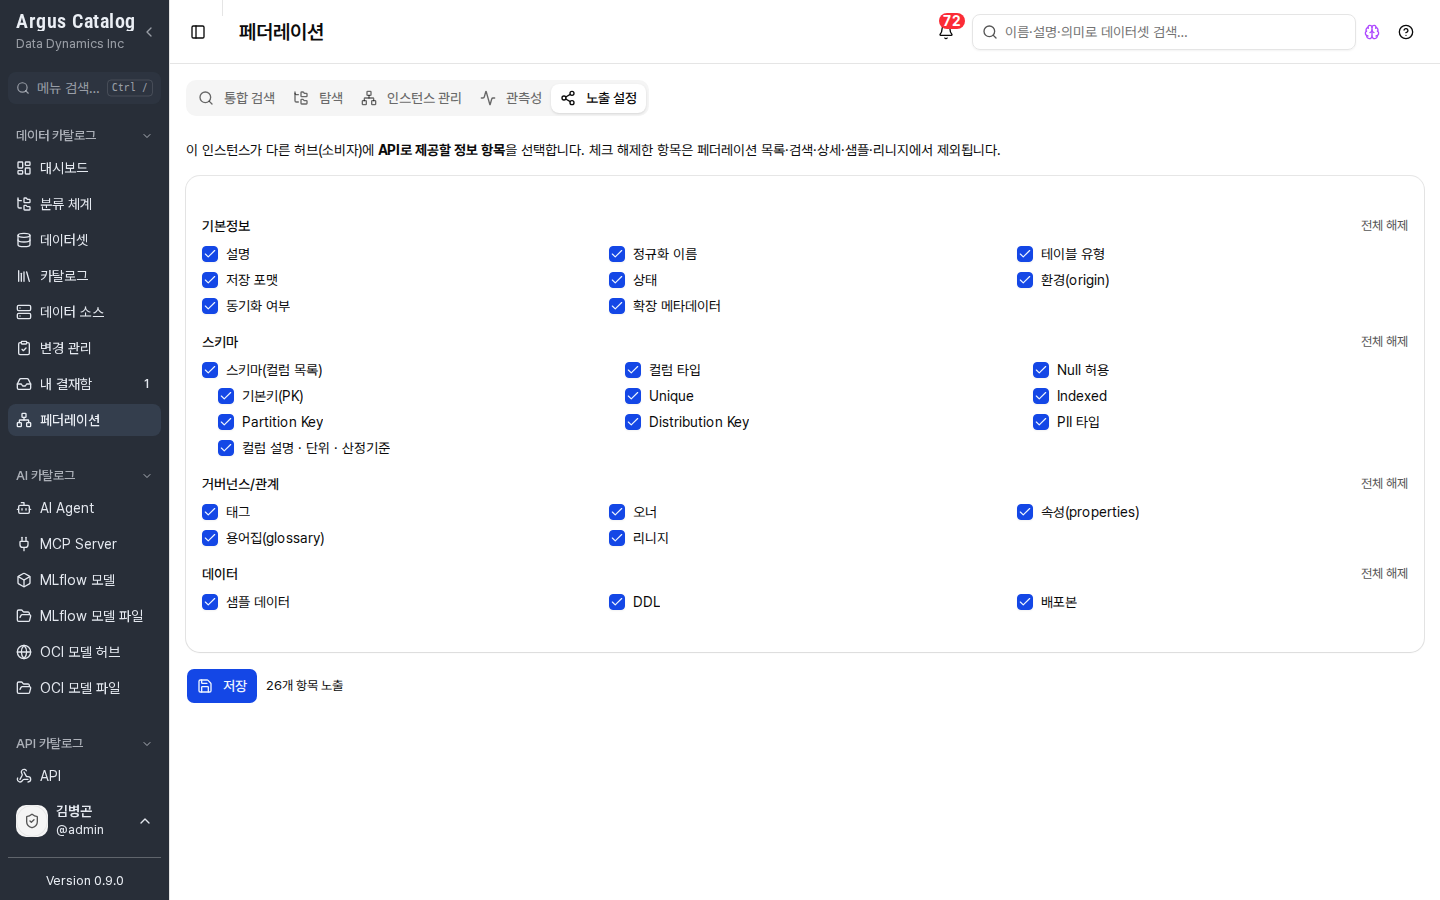 Argus Catalog
Data Dynamics Inc
메뉴 검색... Ctrl /
데이터 카탈로그
대시보드
분류 체계
데이터셋
카탈로그
데이터 소스
변경 관리
내 결재함 1
페더레이션
AI 카탈로그
AI Agent
MCP Server
MLflow 모델
MLflow 모델 파일
OCI 모델 허브
OCI 모델 파일
API 카탈로그
API
김병곤
@admin
Version 0.9.0
페더레이션
72
이름·설명·의미로 데이터셋 검색...
통합 검색 탐색 인스턴스 관리 관측성 노출 설정
이 인스턴스가 다른 허브(소비자)에 API로 제공할 정보 항목을 선택합니다. 체크 해제한 항목은 페더레이션 목록·검색·상세·샘플·리니지에서 제외됩니다.
기본정보 전체 해제
설명 정규화 이름 테이블 유형
저장 포맷 상태 환경(origin)
동기화 여부 확장 메타데이터
스키마 전체 해제
스키마(컬럼 목록) 컬럼 타입 Null 허용
기본키(PK) Unique Indexed
Partition Key Distribution Key PII 타입
컬럼 설명 · 단위 · 산정기준
거버넌스/관계 전체 해제
태그 오너 속성(properties)
용어집(glossary) 리니지
데이터 전체 해제
샘플 데이터 DDL 배포본
저장 26개 항목 노출